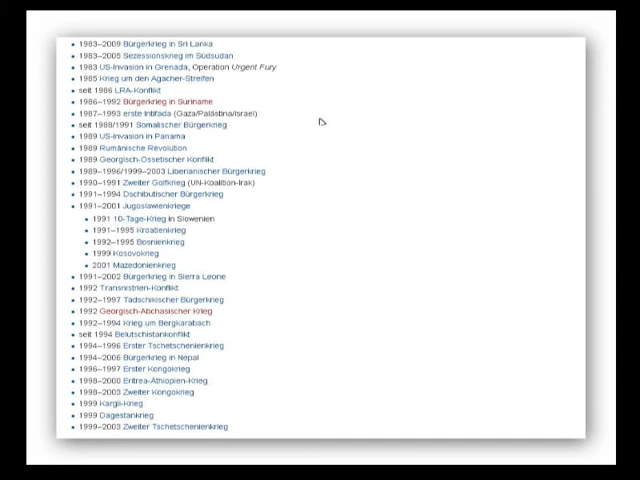 1983–2009 Bürgerkrieg in Sri Lanka
1983–2005 Sezessionskrieg im Südsudan
1983 US-Invasion in Grenada, Operation Urgent Fury
1985 Krieg um den Agacher-Streifen
seit 1986 LRA-Konflikt
1986–1992 Bürgerkrieg in Suriname
1987–1993 erste Intifada (Gaza/Palästina/Israel)
seit 1988/1991 Somalischer Bürgerkrieg
1989 US-Invasion in Panama
1989 Rumänische Revolution
1989 Georgisch-Ossetischer Konflikt
1989–1996/1999–2003 Liberianischer Bürgerkrieg
1990–1991 Zweiter Golfkrieg (UN-Koalition-Irak)
1991–1994 Dschibutischer Bürgerkrieg
1991–2001 Jugoslawienkriege
1991 10-Tage-Krieg in Slowenien
1991–1995 Kroatienkrieg
1992–1995 Bosnienkrieg
1999 Kosovokrieg
2001 Mazedonienkrieg
1991–2002 Bürgerkrieg in Sierra Leone
1992 Transnistrien-Konflikt
1992–1997 Tadschikischer Bürgerkrieg
1992 Georgisch-Abchasischer Krieg
1992–1994 Krieg um Bergkarabach
seit 1994 Belutschistankonflikt
1994–1996 Erster Tschetschenienkrieg
1994–2006 Bürgerkrieg in Nepal
1996–1997 Erster Kongokrieg
1998–2000 Eritrea-Äthiopien-Krieg
1998–2003 Zweiter Kongokrieg
1999 Kargil-Krieg
1999 Dagestankrieg
1999–2003 Zweiter Tschetschenienkrieg